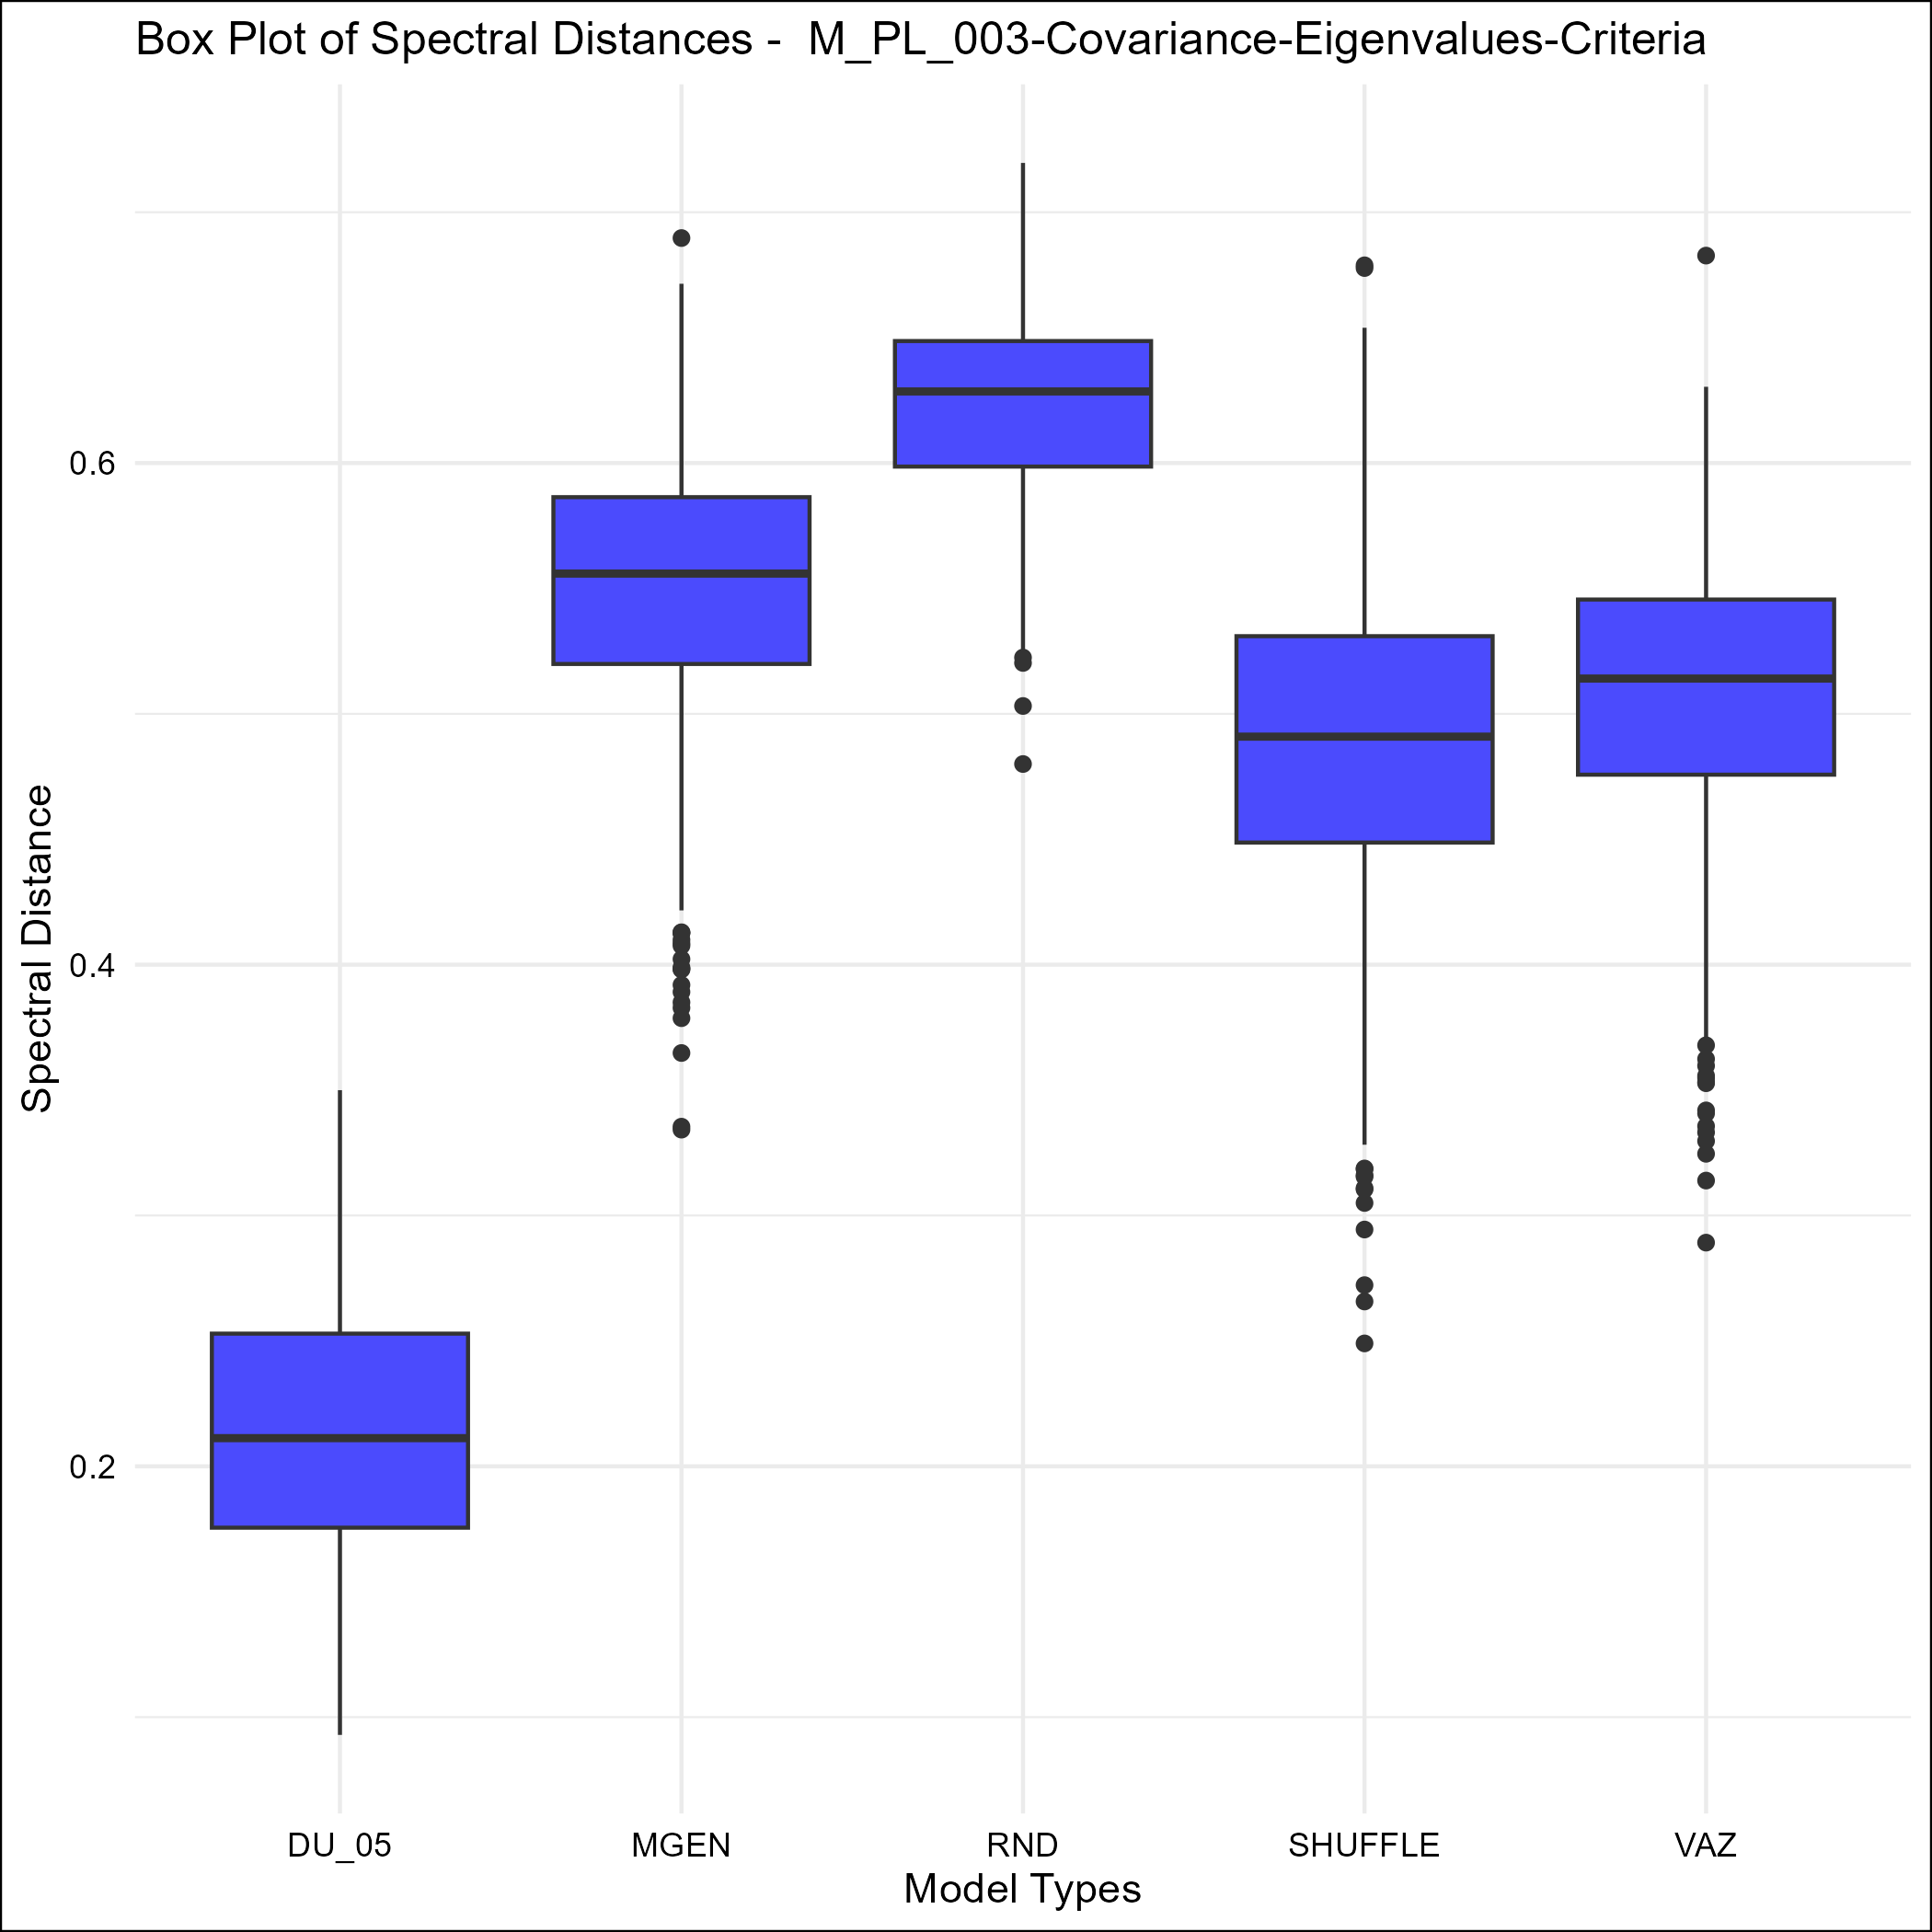 Box Plot of Spectral Distances -  M_PL_003-Covariance-Eigenvalues-Criteria
Spectral Distance
0.6
0.4
0.2
DU_05 MGEN RND SHUFFLE VAZ
Model Types